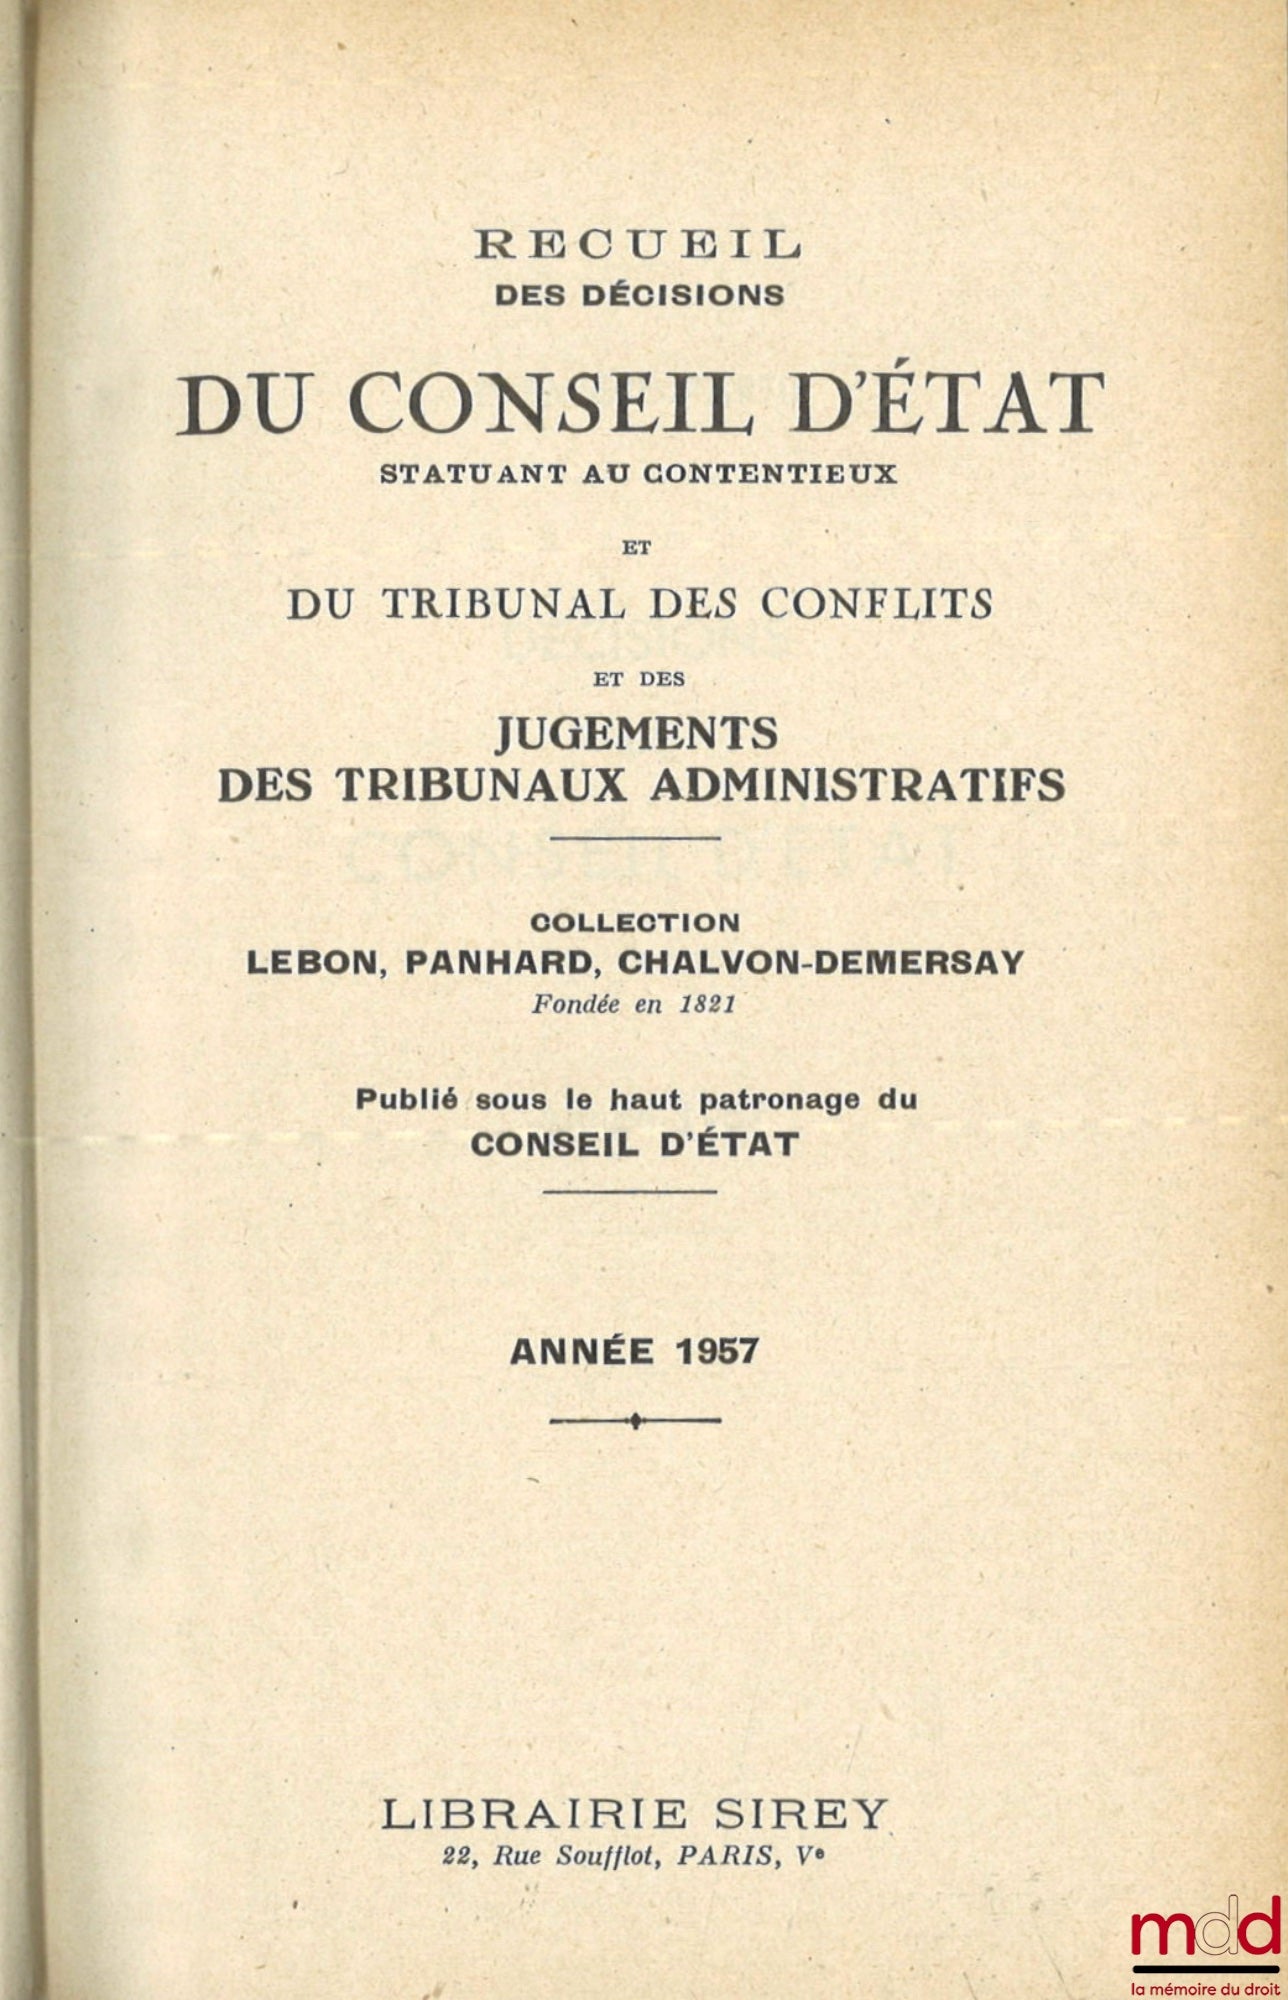 RECUEIL
DES DÉCISIONS
DU CONSEIL D'ÉTAT
STATUANT AU CONTENTIEUX
ET
DU TRIBUNAL DES CONFLITS
ET DES
JUGEMENTS
DES TRIBUNAUX ADMINISTRATIFS
COLLECTION
LEBON, PANHARD, CHALVON-DEMERSAY
Fondée en 1821
Publié sous le haut patronage du
CONSEIL D'ÉTAT
ANNÉE 1957
LIBRAIRIE SIREY
22, Rue Soufflot, PARIS, Ve
mdd
la mémoire du droit